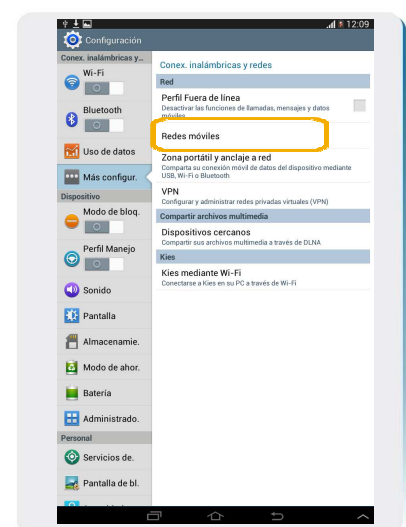 12:09
Configuración
Conex. inalámbricas y...
Wi-Fi
Bluetooth
Uso de datos
Más configur.
Dispositivo
Modo de bloq.
Perfil Manejo
Sonido
Pantalla
Almacenamie.
Modo de ahor.
Batería
Administrado.
Personal
Servicios de.
Pantalla de bl.
Conex. inalámbricas y redes
Red
Perfil Fuera de línea
Desactivar las funciones de llamadas, mensajes y datos
móviles
Redes móviles
Zona portátil y anclaje a red
Comparta su conexión móvil de datos del dispositivo mediante
USB, Wi-Fi o Bluetooth
VPN
Configurar y administrar redes privadas virtuales (VPN)
Compartir archivos multimedia
Dispositivos cercanos
Compartir sus archivos multimedia a través de DLNA
Kies
Kies mediante Wi-Fi
Conectarse a Kies en su PC a través de Wi-Fi